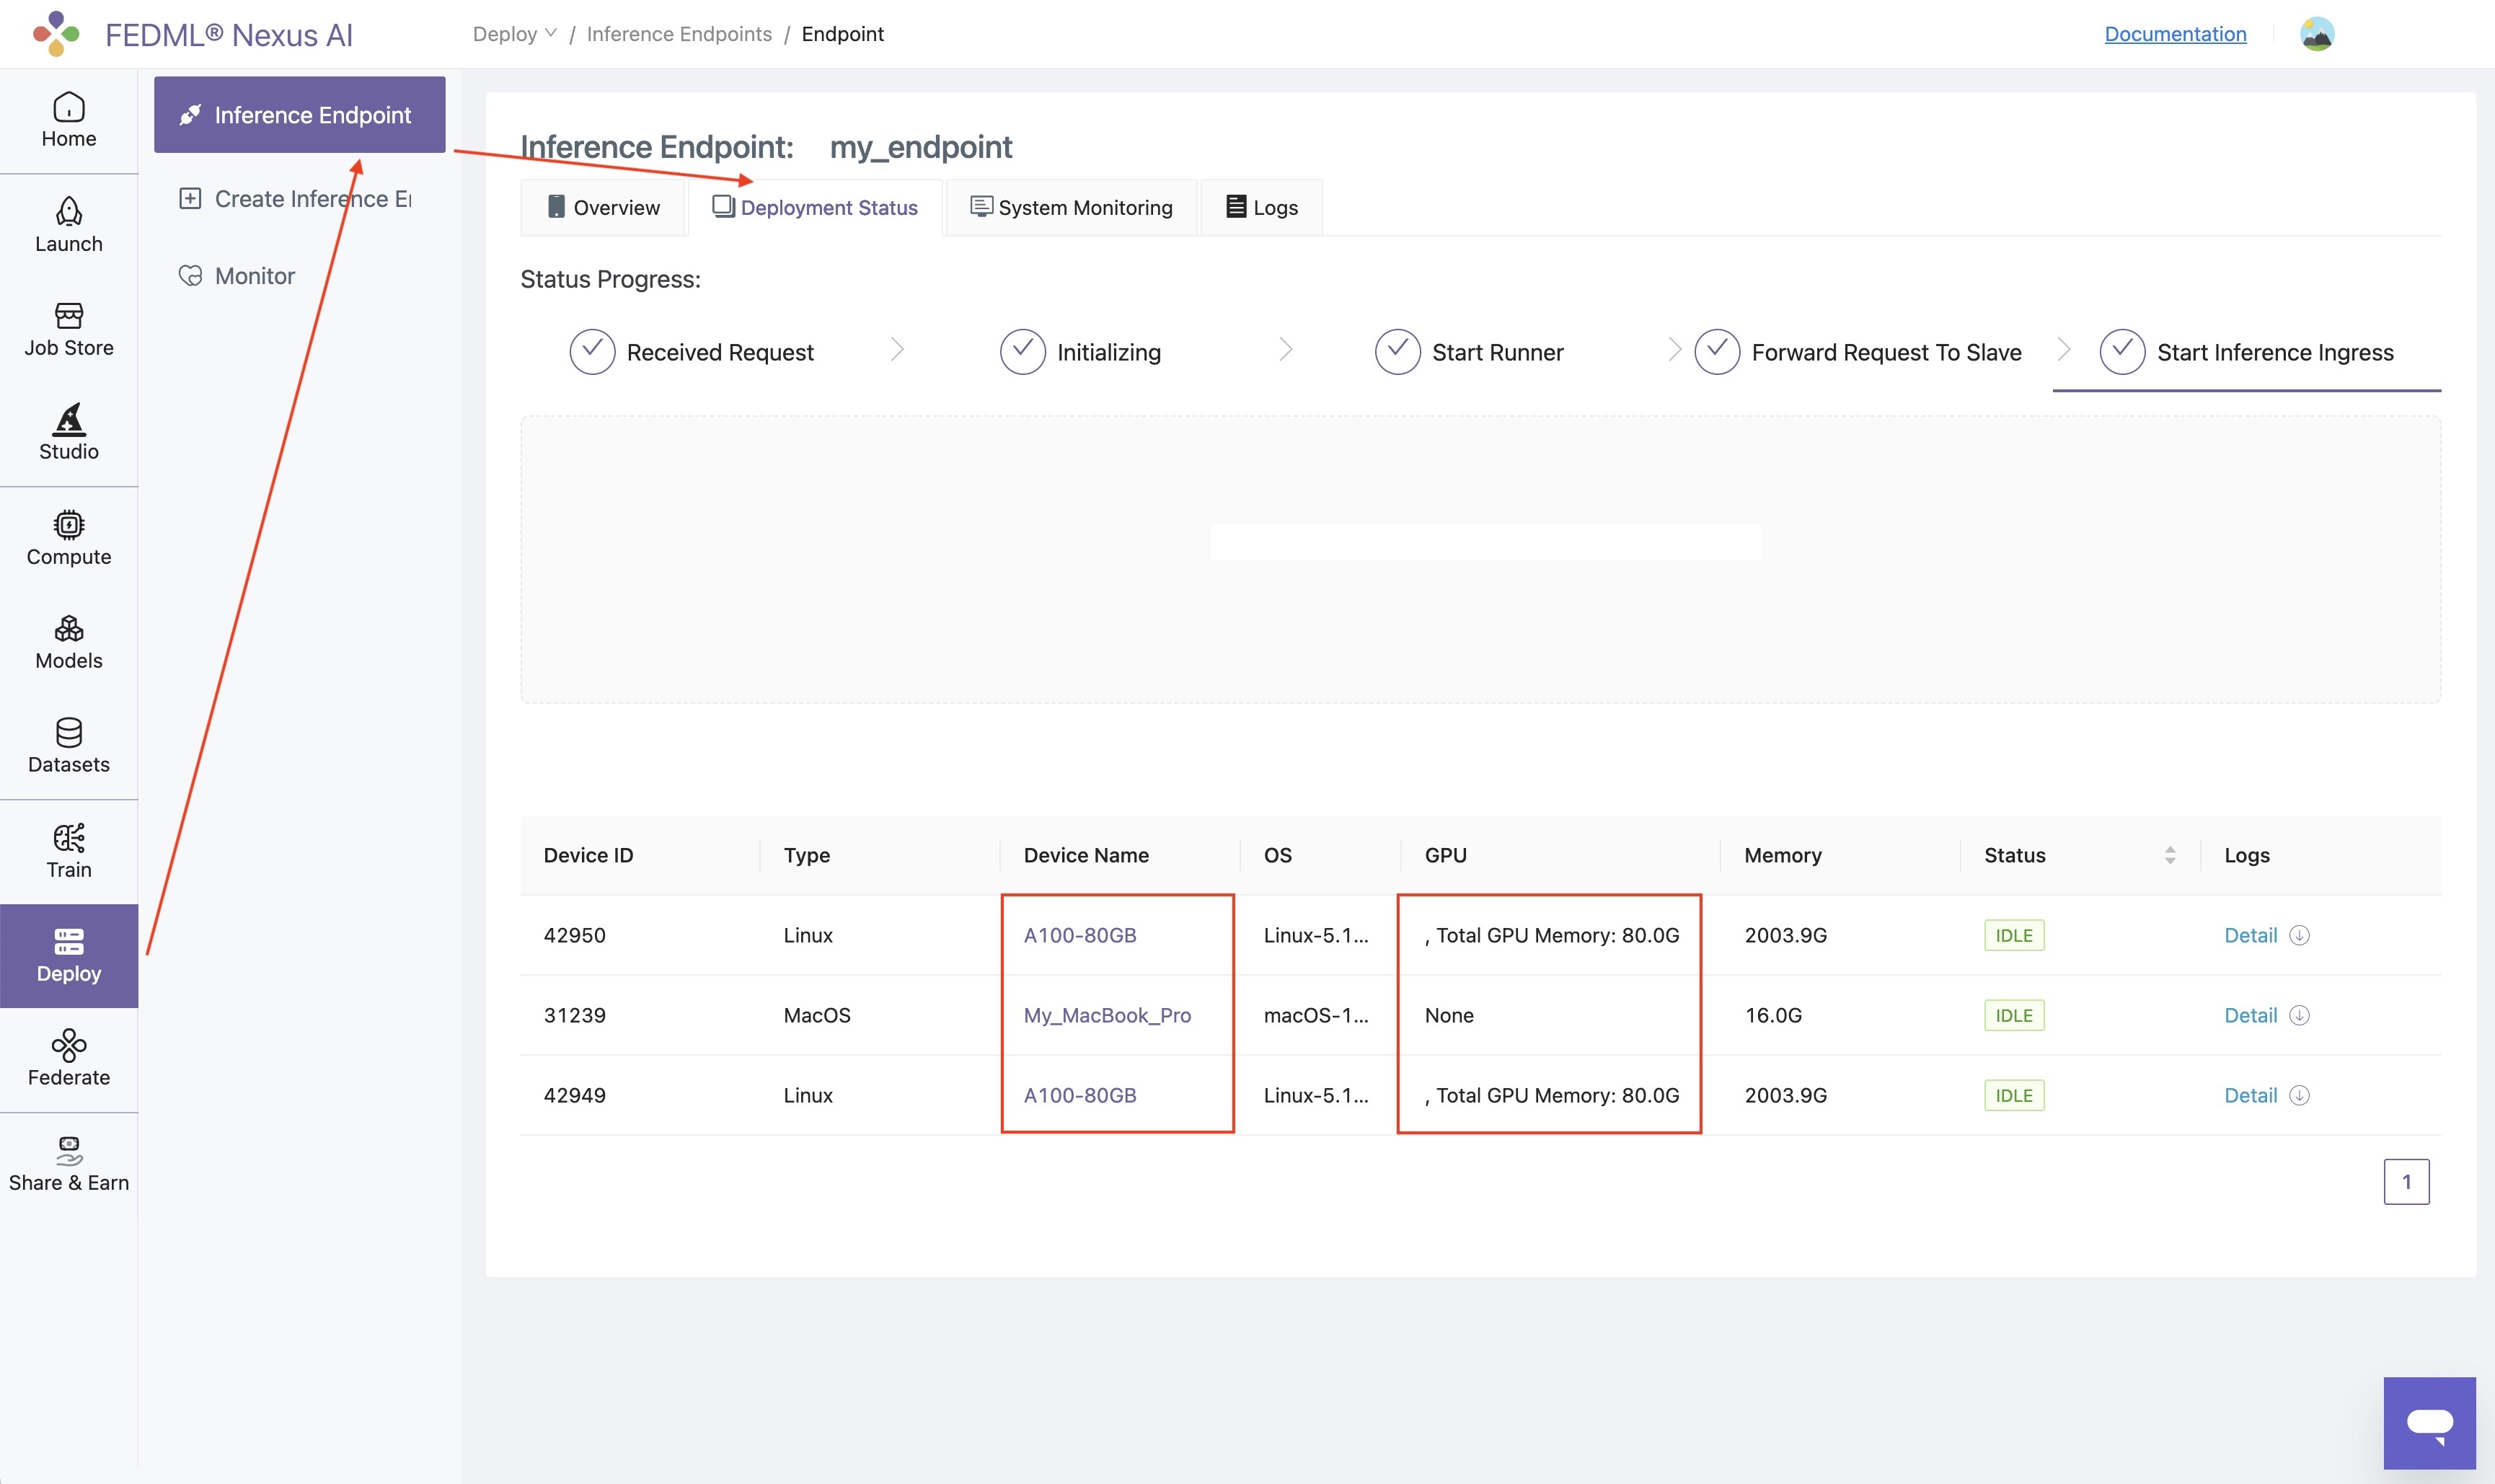 FEDML® Nexus AI
Deploy / Inference Endpoints / Endpoint
Documentation
Home
Launch
Job Store
Studio
Compute
Models
Datasets
Train
Deploy
Federate
Share & Earn
Inference Endpoint
Create Inference Er
Monitor
Inference Endpoint: my_endpoint
Overview Deployment Status System Monitoring Logs
Status Progress:
Received Request Initializing Start Runner Forward Request To Slave Start Inference Ingress
Device ID Type Device Name OS GPU Memory Status Logs
42950 Linux A100-80GB Linux-5.1... , Total GPU Memory: 80.0G 2003.9G IDLE Detail
31239 MacOS My_MacBook_Pro macOS-1... None 16.0G IDLE Detail
42949 Linux A100-80GB Linux-5.1... , Total GPU Memory: 80.0G 2003.9G IDLE Detail
1